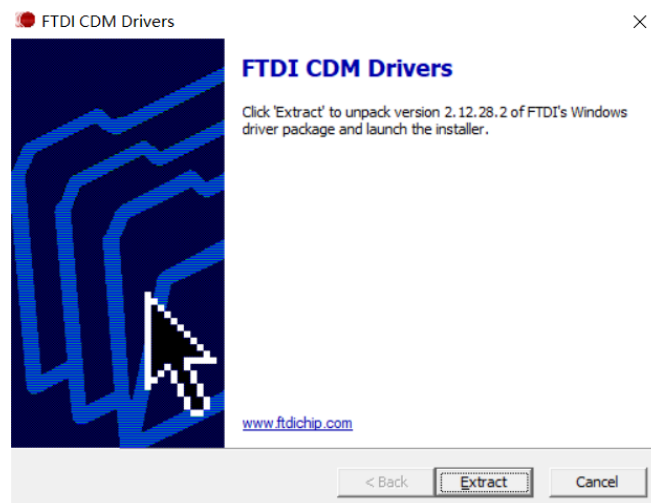 FTDI CDM Drivers
FTDI CDM Drivers
Click 'Extract' to unpack version 2.12.28.2 of FTDI's Windows
driver package and launch the installer.
www.ftdichip.com
< Back Extract Cancel